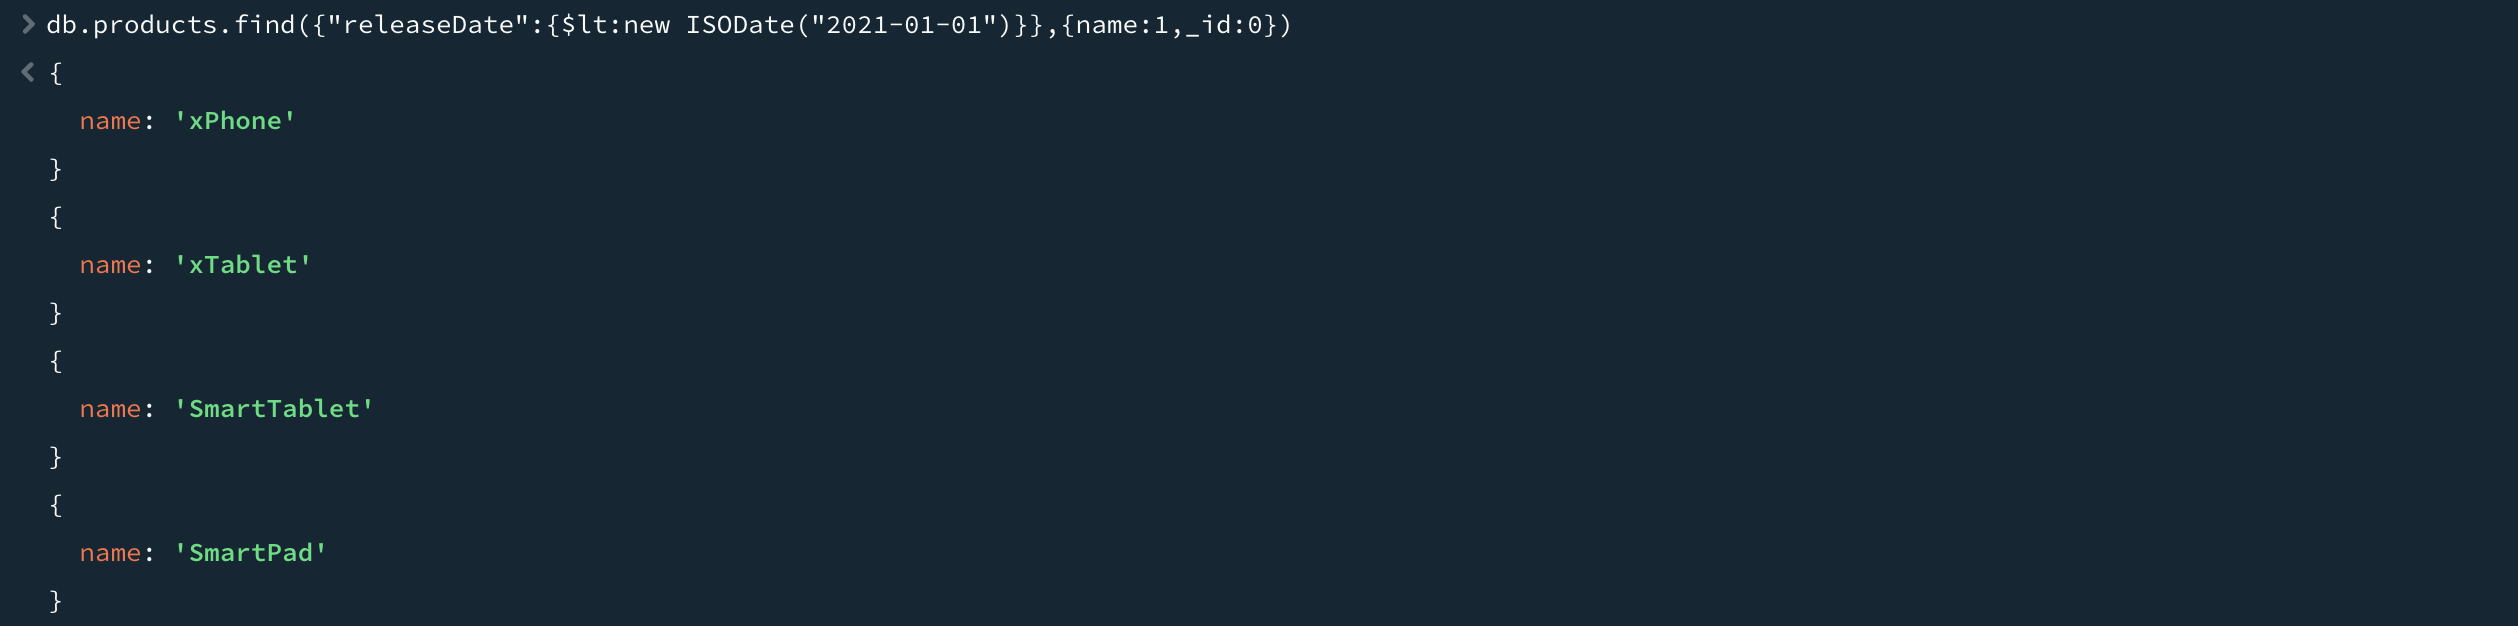 db.products.find({"releaseDate":{$lt:new ISODate("2021-01-01")}},{name:1,_id:0})
{
name: 'xPhone'
}
{
name: 'xTablet'
}
{
name: 'SmartTablet'
}
{
name: 'SmartPad'
}